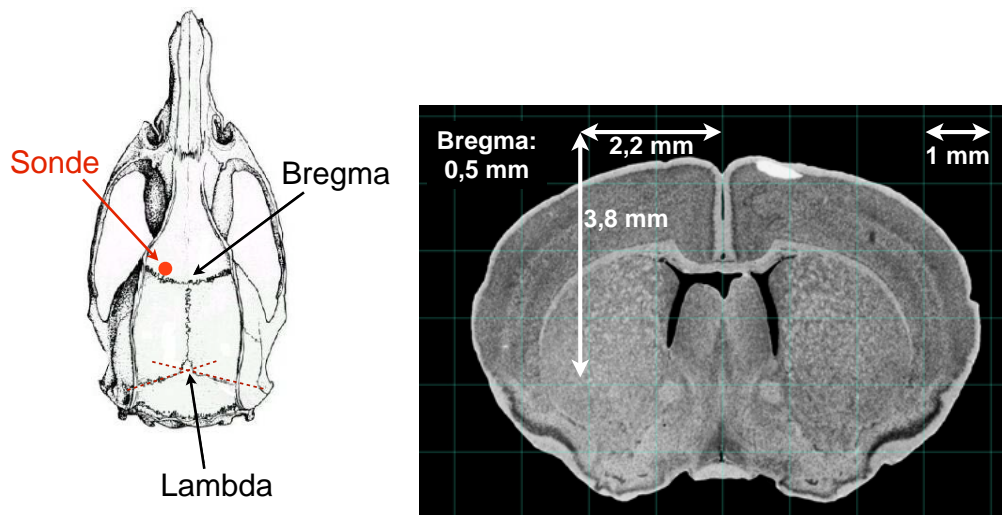 Sonde
Bregma
Lambda
Bregma:
0,5 mm
2,2 mm
1 mm
3,8 mm